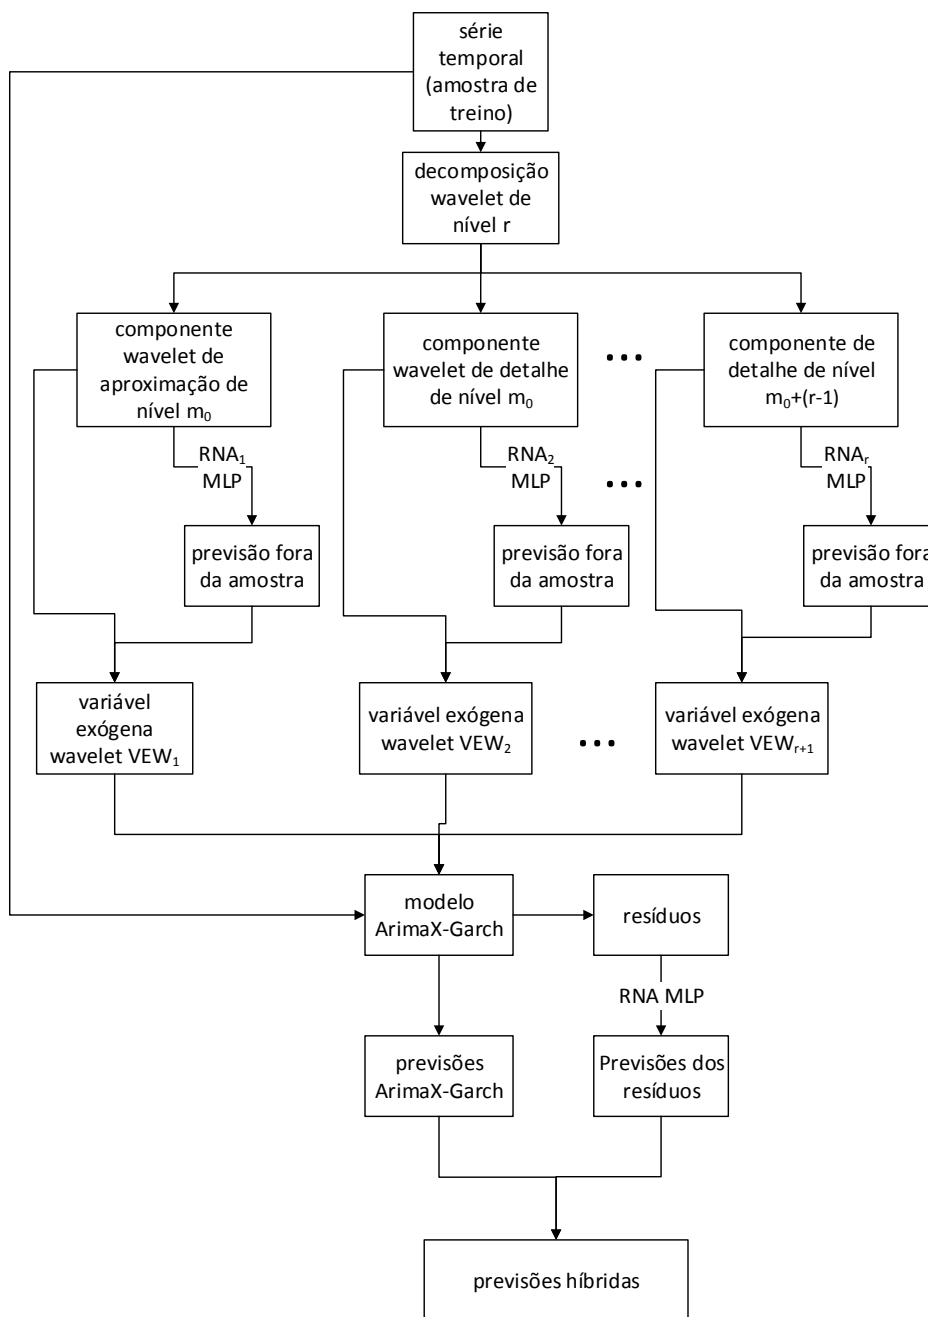 série
temporal
(amostra de
treino)
decomposição
wavelet de
nível r
componente
wavelet de
aproximação de
nível m₀
componente
wavelet de detalhe
de nível m₀
...
componente de
detalhe de nível
m₀+(r-1)
RNA₁
MLP
RNA₂
MLP
...
RNAᵣ
MLP
previsão fora
da amostra
previsão fora
da amostra
previsão fora
da amostra
variável
exógena
wavelet VEW₁
variável exógena
wavelet VEW₂
...
variável exógena
wavelet VEWᵣ₊₁
modelo
ArimaX-Garch
resíduos
RNA MLP
previsões
ArimaX-Garch
Previsões dos
resíduos
previsões híbridas